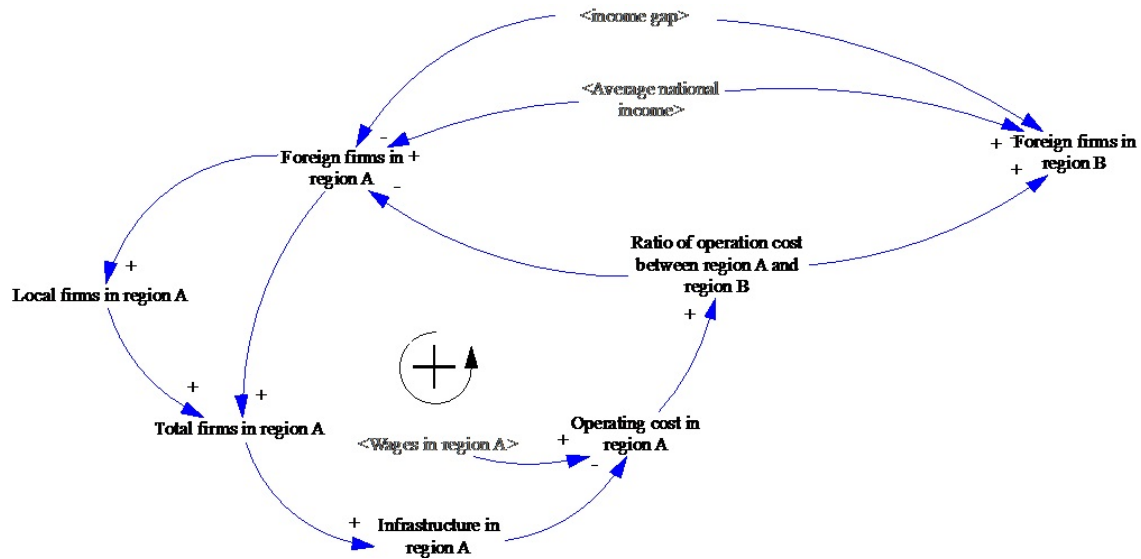 <income gap>
<Average national
income>
-
-
+
+
Foreign firms in
region A
+
Foreign firms in
region B
-
+
Ratio of operation cost
between region A and
region B
+
Local firms in region A
+
+
+
Total firms in region A
+
<Wages in region A>
+
-
Operating cost in
region A
+
Infrastructure in
region A